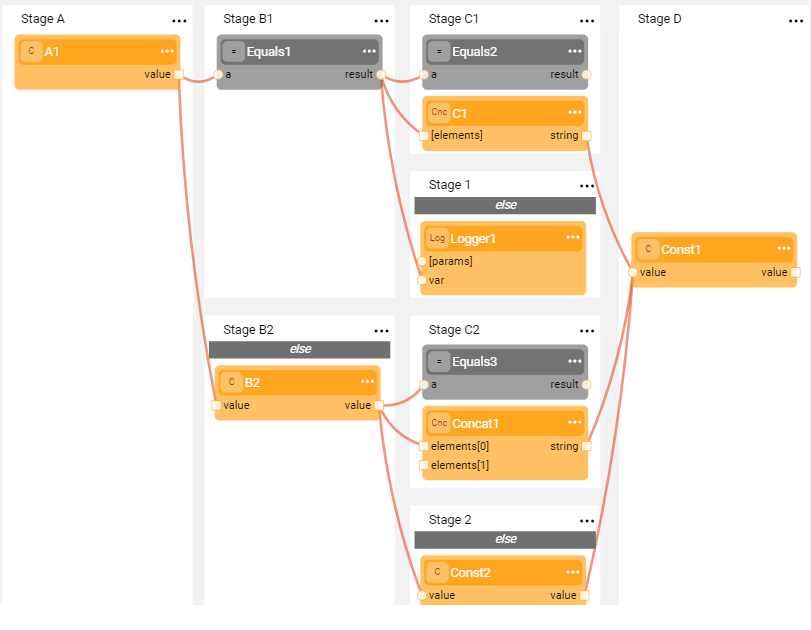 Stage A ...
C A1 ...
value
Stage B1 ...
= Equals1 ...
a result
Stage C1 ...
= Equals2 ...
a result
Cnc C1 ...
[elements] string
Stage 1 ...
else
Log Logger1 ...
[params]
var
Stage D ...
C Const1 ...
value value
Stage B2 ...
else
C B2 ...
value value
Stage C2 ...
= Equals3 ...
a result
Cnc Concat1 ...
elements[0] string
elements[1]
Stage 2 ...
else
C Const2 ...
value value